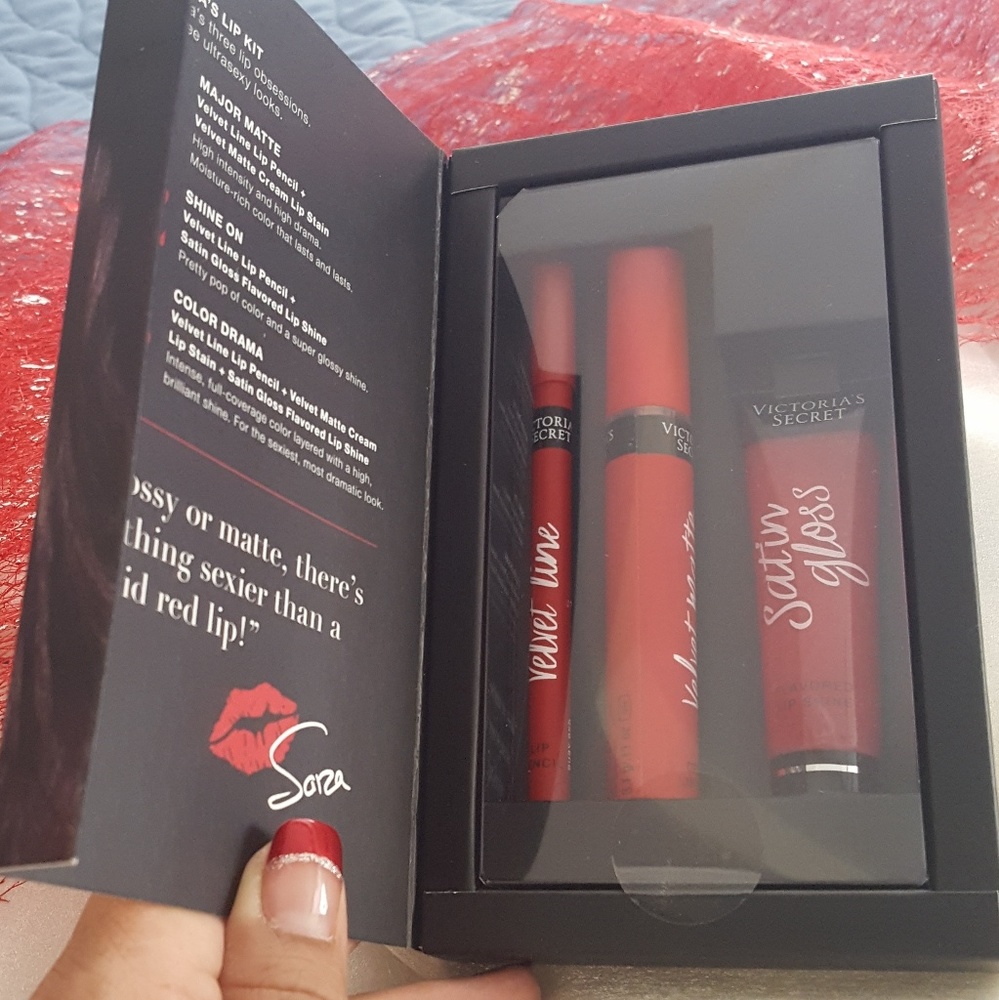 A'S LIP KIT
a's three lip obsessions.
ultrasexy looks.
MAJOR MATTE
Velvet Line Lip Pencil +
Velvet Matte Cream Lip Stain
High intensity and high drama.
Moisture-rich color that lasts and lasts.
SHINE ON
Velvet Line Lip Pencil +
Satin Gloss Flavored Lip Shine
Pretty pop of color and a super glossy shine.
COLOR DRAMA
Velvet Line Lip Pencil + Velvet Matte Cream
Lip Stain + Satin Gloss Flavored Lip Shine
Intense, full-coverage color layered with a high,
brilliant shine. For the sexiest, most dramatic look.
ossy or matte, there's
thing sexier than a
id red lip!”
Sara
Velvet line
LIP
Velvet matte
VICTORIA'S
SECRET
satin
gloss